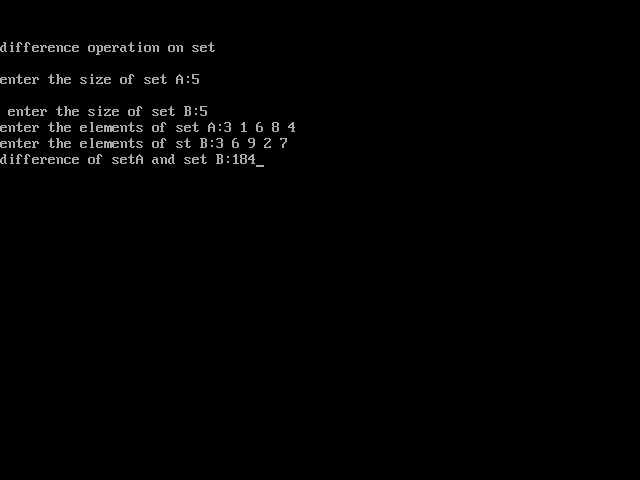 difference operation on set
enter the size of set A:5
enter the size of set B:5
enter the elements of set A:3 1 6 8 4
enter the elements of st B:3 6 9 2 7
difference of setA and set B:184_